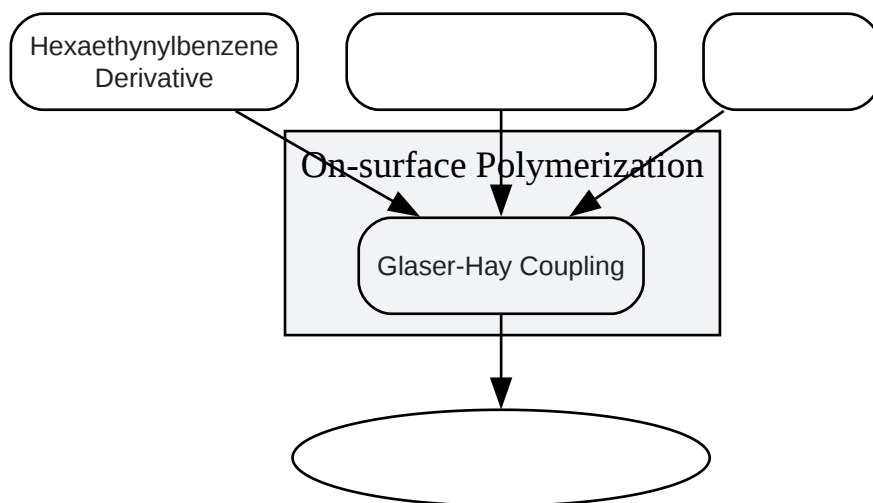 Hexaethynylbenzene
Derivative
On-surface Polymerization
Glaser-Hay Coupling